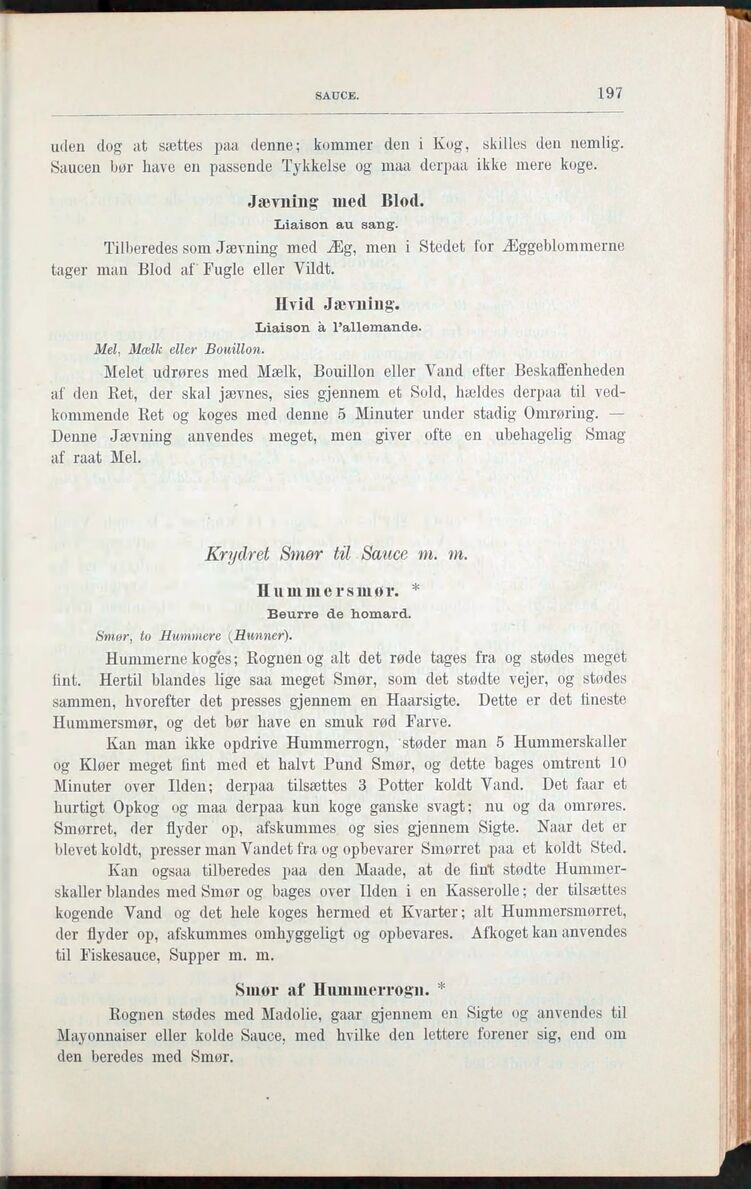 SAUCE. 197
uden dog at sættes paa denne; kommer den i Kog, skilles den nemlig.
Saucen bør have en passende Tykkelse og maa derpaa ikke mere koge.
Jævning med Blod.
Liaison au sang.
Tilberedes som Jævning med Æg, men i Stedet for Æggeblommerne
tager man Blod af Fugle eller Vildt.
Hvid Jævning.
Liaison à l'allemande.
Mel, Mælk eller Bouillon.
Melet udrøres med Mælk, Bouillon eller Vand efter Beskaffenheden
af den Ret, der skal jævnes, sies gjennem et Sold, hældes derpaa til ved-
kommende Ret og koges med denne 5 Minuter under stadig Omrøring. —
Denne Jævning anvendes meget, men giver ofte en ubehagelig Smag
af raat Mel.
Krydret Smør til Sauce m. m.
Hummersmør. *
Beurre de homard.
Smør, to Hummere (Hunner).
Hummerne koges; Rognen og alt det røde tages fra og stødes meget
fint. Hertil blandes lige saa meget Smør, som det stødte vejer, og stødes
sammen, hvorefter det presses gjennem en Haarsigte. Dette er det fineste
Hummersmør, og det bør have en smuk rød Farve.
Kan man ikke opdrive Hummerrogn, støder man 5 Hummerskaller
og Kløer meget fint med et halvt Pund Smør, og dette bages omtrent 10
Minuter over Ilden; derpaa tilsættes 3 Potter koldt Vand. Det faar et
hurtigt Opkog og maa derpaa kun koge ganske svagt; nu og da omrøres.
Smørret, der flyder op, afskummes og sies gjennem Sigte. Naar det er
blevet koldt, presser man Vandet fra og opbevarer Smørret paa et koldt Sted.
Kan ogsaa tilberedes paa den Maade, at de fint stødte Hummer-
skaller blandes med Smør og bages over Ilden i en Kasserolle; der tilsættes
kogende Vand og det hele koges hermed et Kvarter; alt Hummersmørret,
der flyder op, afskummes omhyggeligt og opbevares. Afkoget kan anvendes
til Fiskesauce, Supper m. m.
Smør af Hummerrogn. *
Rognen stødes med Madolie, gaar gjennem en Sigte og anvendes til
Mayonnaiser eller kolde Sauce, med hvilke den lettere forener sig, end om
den beredes med Smør.